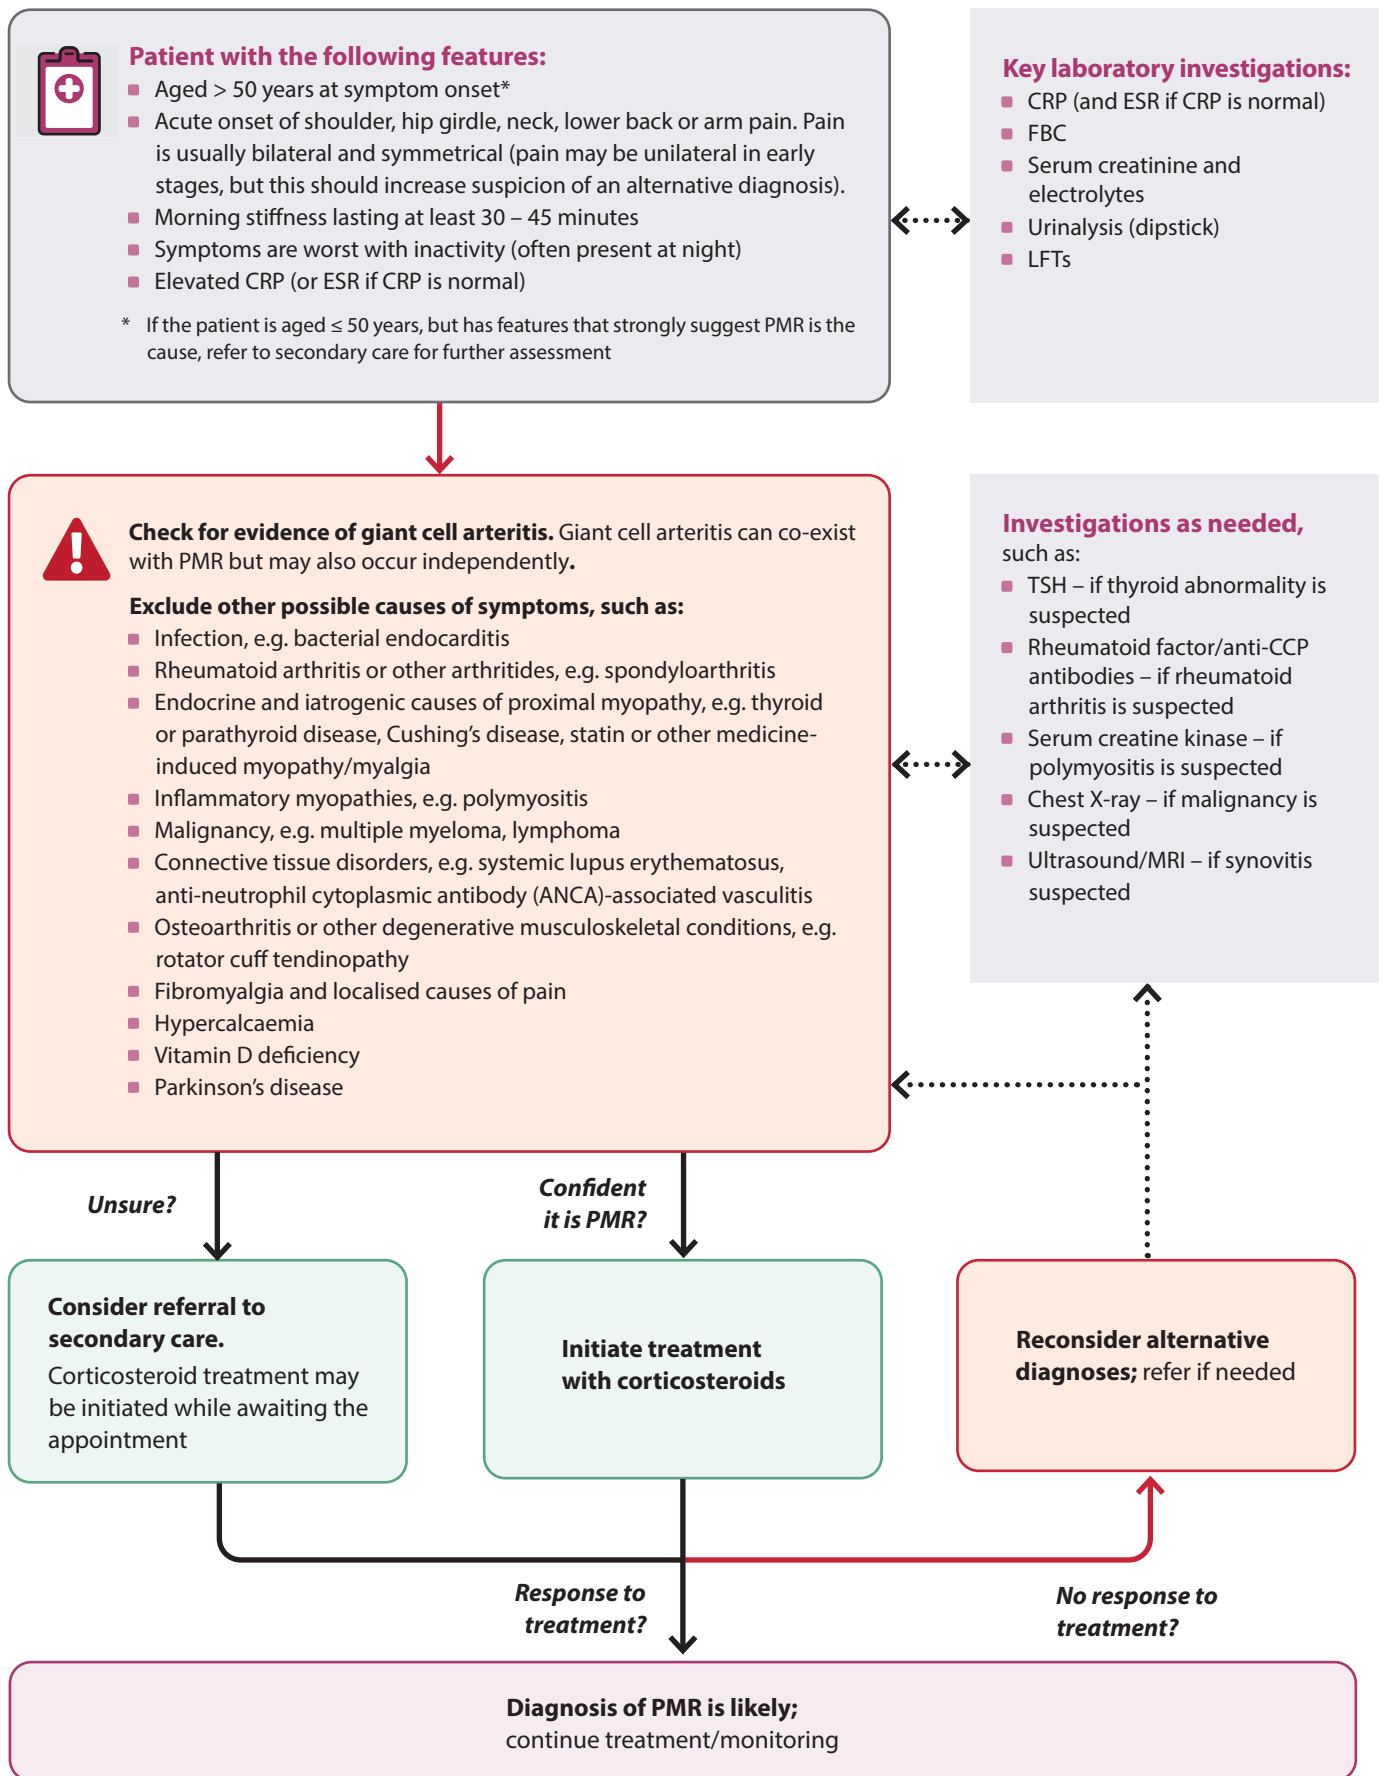 Patient with the following features:
Aged > 50 years at symptom onset*
Acute onset of shoulder, hip girdle, neck, lower back or arm pain. Pain
is usually bilateral and symmetrical (pain may be unilateral in early
stages, but this should increase suspicion of an alternative diagnosis).
Morning stiffness lasting at least 30 – 45 minutes
Symptoms are worst with inactivity (often present at night)
Elevated CRP (or ESR if CRP is normal)
* If the patient is aged ≤ 50 years, but has features that strongly suggest PMR is the
cause, refer to secondary care for further assessment
Key laboratory investigations:
CRP (and ESR if CRP is normal)
FBC
Serum creatinine and
electrolytes
Urinalysis (dipstick)
LFTs
Check for evidence of giant cell arteritis. Giant cell arteritis can co-exist
with PMR but may also occur independently.
Exclude other possible causes of symptoms, such as:
Infection, e.g. bacterial endocarditis
Rheumatoid arthritis or other arthritides, e.g. spondyloarthritis
Endocrine and iatrogenic causes of proximal myopathy, e.g. thyroid
or parathyroid disease, Cushing’s disease, statin or other medicine-
induced myopathy/myalgia
Inflammatory myopathies, e.g. polymyositis
Malignancy, e.g. multiple myeloma, lymphoma
Connective tissue disorders, e.g. systemic lupus erythematosus,
anti-neutrophil cytoplasmic antibody (ANCA)-associated vasculitis
Osteoarthritis or other degenerative musculoskeletal conditions, e.g.
rotator cuff tendinopathy
Fibromyalgia and localised causes of pain
Hypercalcaemia
Vitamin D deficiency
Parkinson’s disease
Investigations as needed,
such as:
TSH – if thyroid abnormality is
suspected
Rheumatoid factor/anti-CCP
antibodies – if rheumatoid
arthritis is suspected
Serum creatine kinase – if
polymyositis is suspected
Chest X-ray – if malignancy is
suspected
Ultrasound/MRI – if synovitis
suspected
Unsure?
Confident
it is PMR?
Consider referral to
secondary care.
Corticosteroid treatment may
be initiated while awaiting the
appointment
Initiate treatment
with corticosteroids
Reconsider alternative
diagnoses; refer if needed
Response to
treatment?
No response to
treatment?
Diagnosis of PMR is likely;
continue treatment/monitoring